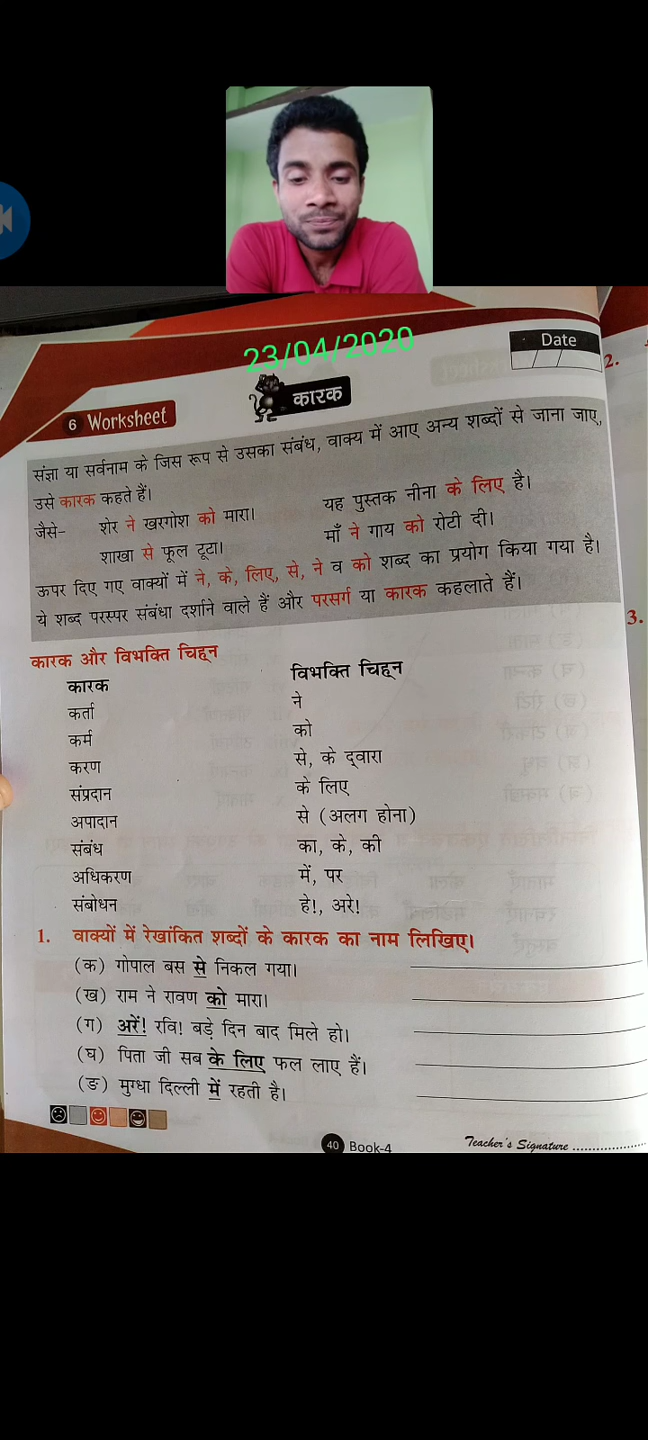 23/04/2020
Date
6 Worksheet
कारक
संज्ञा या सर्वनाम के जिस रूप से उसका संबंध, वाक्य में आए अन्य शब्दों से जाना जाए,
उसे कारक कहते हैं।
जैसे- शेर ने खरगोश को मारा। यह पुस्तक नीना के लिए है।
शाखा से फूल टूटा। माँ ने गाय को रोटी दी।
ऊपर दिए गए वाक्यों में ने, के, लिए, से, ने व को शब्द का प्रयोग किया गया है।
ये शब्द परस्पर संबंधा दर्शाने वाले हैं और परसर्ग या कारक कहलाते हैं।
कारक और विभक्ति चिह्न
कारक विभक्ति चिह्न
कर्ता ने
कर्म को
करण से, के द्वारा
संप्रदान के लिए
अपादान से (अलग होना)
संबंध का, के, की
अधिकरण में, पर
संबोधन हे!, अरे!
1. वाक्यों में रेखांकित शब्दों के कारक का नाम लिखिए।
(क) गोपाल बस से निकल गया।
(ख) राम ने रावण को मारा।
(ग) अरें! रवि! बड़े दिन बाद मिले हो।
(घ) पिता जी सब के लिए फल लाए हैं।
(ङ) मुग्धा दिल्ली में रहती है।
40 Book-4
Teacher's Signature ....................
2.
3.